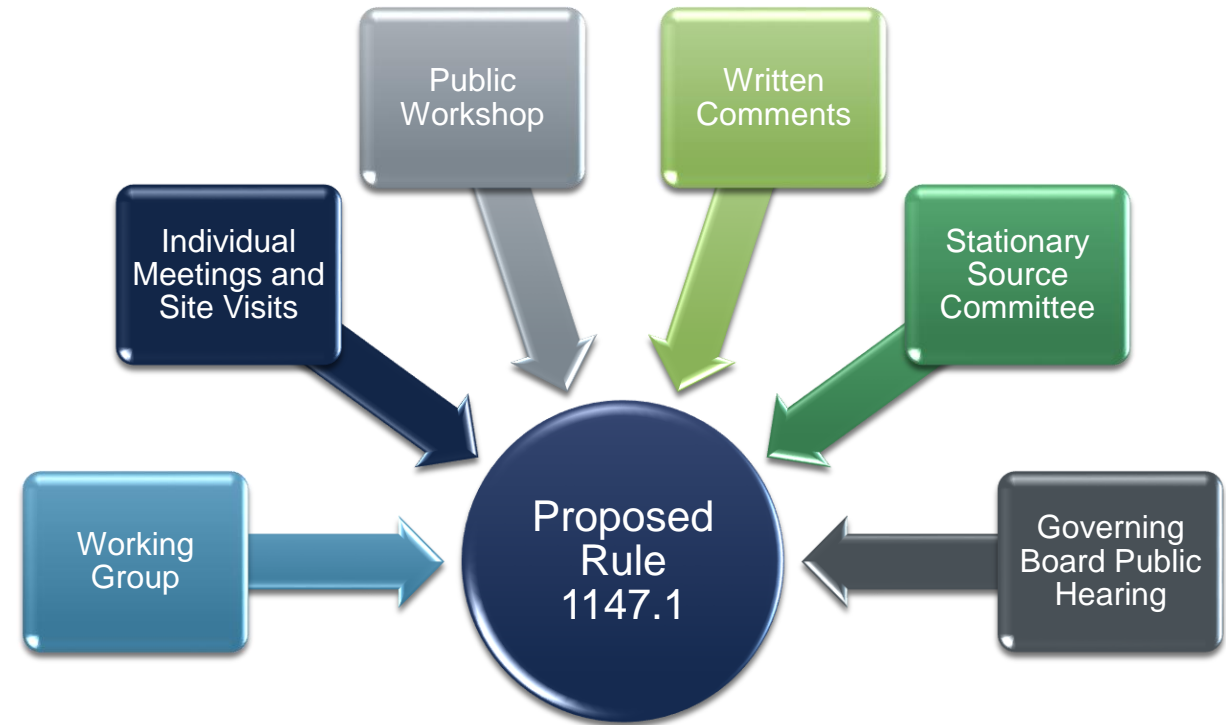 Public
Workshop
Written
Comments
Individual
Meetings and
Site Visits
Stationary
Source
Committee
Working
Group
Proposed
Rule
1147.1
Governing
Board Public
Hearing